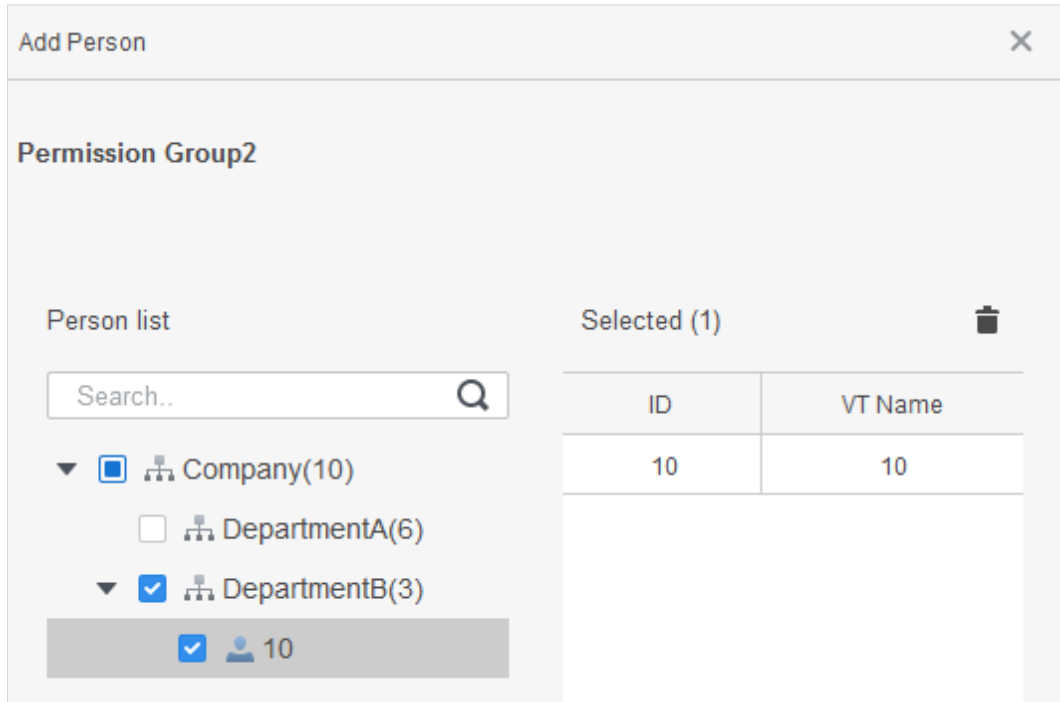 Add Person
Permission Group2
Person list
Search..
Company(10)
DepartmentA(6)
DepartmentB(3)
10
Selected (1)
ID VT Name
10 10